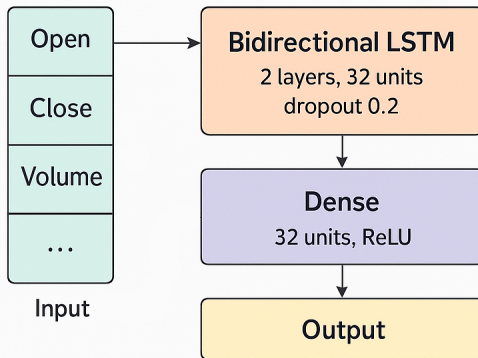 Open
Close
Volume
...
Input
Bidirectional LSTM
2 layers, 32 units
dropout 0.2
Dense
32 units, ReLU
Output